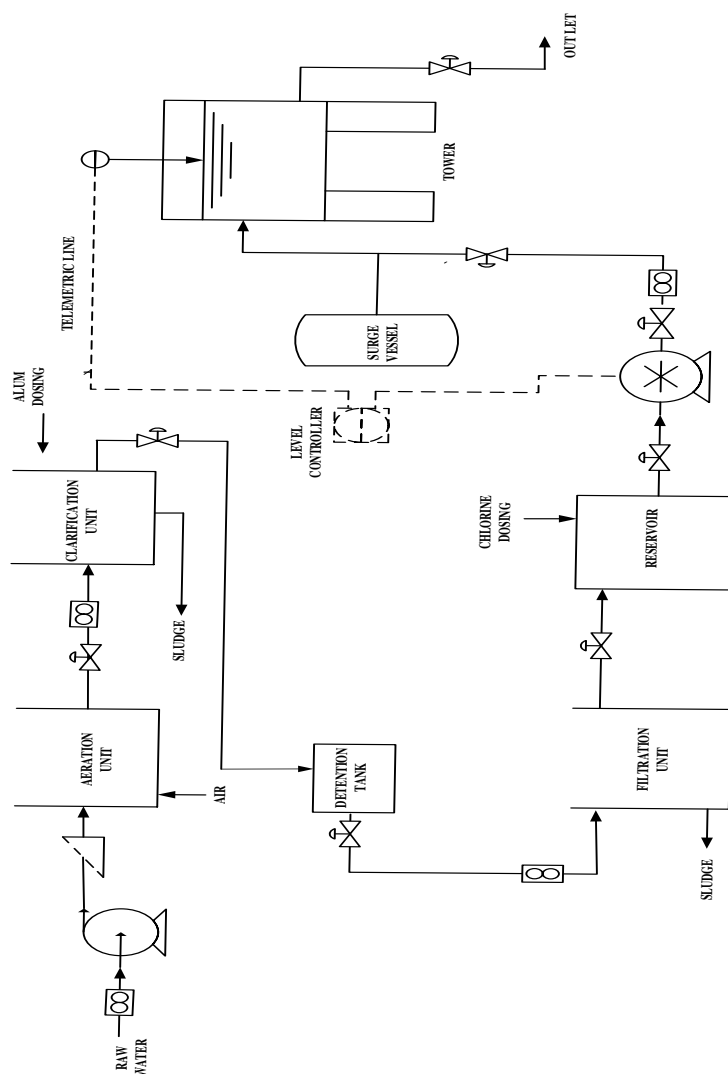 RAW
WATER
AERATION
UNIT
AIR
CLARIFICATION
UNIT
ALUM
DOSING
SLUDGE
DETENTION
TANK
FILTRATION
UNIT
SLUDGE
RESERVOIR
CHLORINE
DOSING
LEVEL
CONTROLLER
SURGE
VESSEL
TELEMETRIC LINE
TOWER
OUTLET